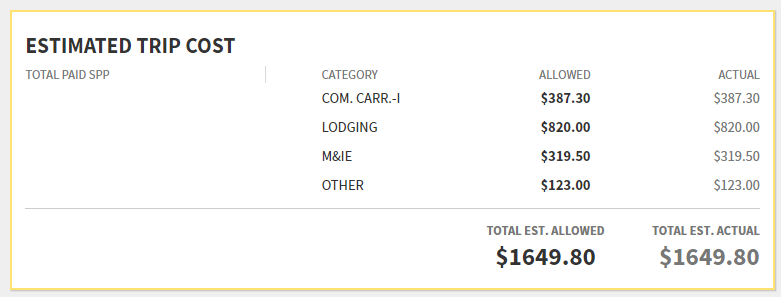 ESTIMATED TRIP COST
TOTAL PAID SPP CATEGORY ALLOWED ACTUAL
COM. CARR.-I $387.30 $387.30
LODGING $820.00 $820.00
M&IE $319.50 $319.50
OTHER $123.00 $123.00
TOTAL EST. ALLOWED TOTAL EST. ACTUAL
$1649.80 $1649.80